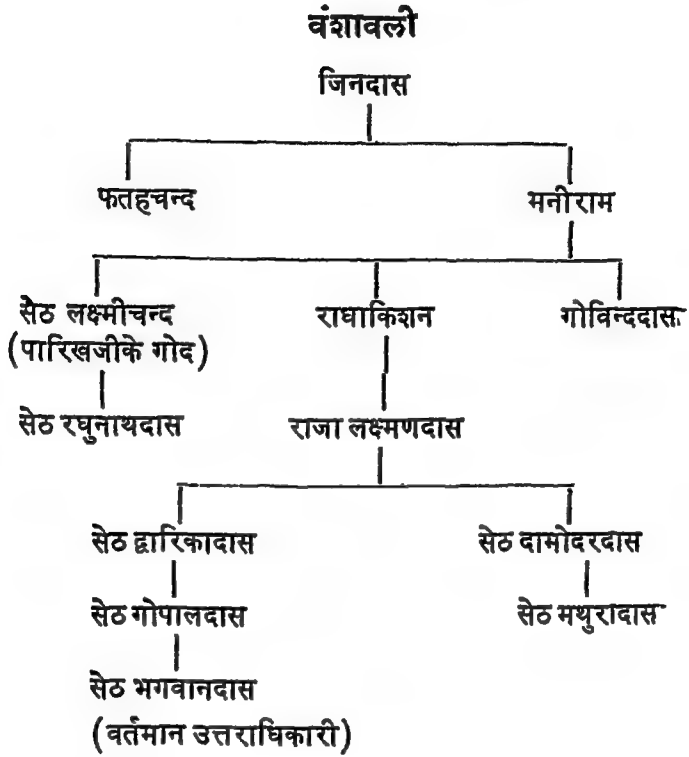 वंशावली
जिनदास
फतहचन्द मनीराम
सेठ लक्ष्मीचन्द राधाकिशन गोविन्ददास
(पारिखजीके गोद)
सेठ रघुनाथदास राजा लक्ष्मणदास
सेठ द्वारिकादास सेठ दामोदरदास
सेठ गोपालदास सेठ मथुरादास
सेठ भगवानदास
(वर्तमान उत्तराधिकारी)